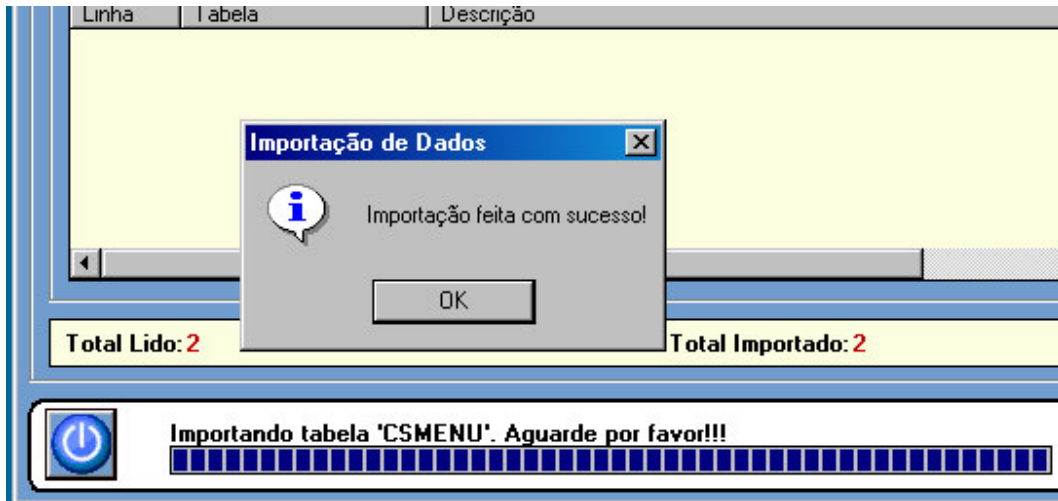 Linha Tabela Descrição
Importação de Dados
Importação feita com sucesso!
OK
Total Lido: 2 Total Importado: 2
Importando tabela 'CSMENU'. Aguarde por favor!!!